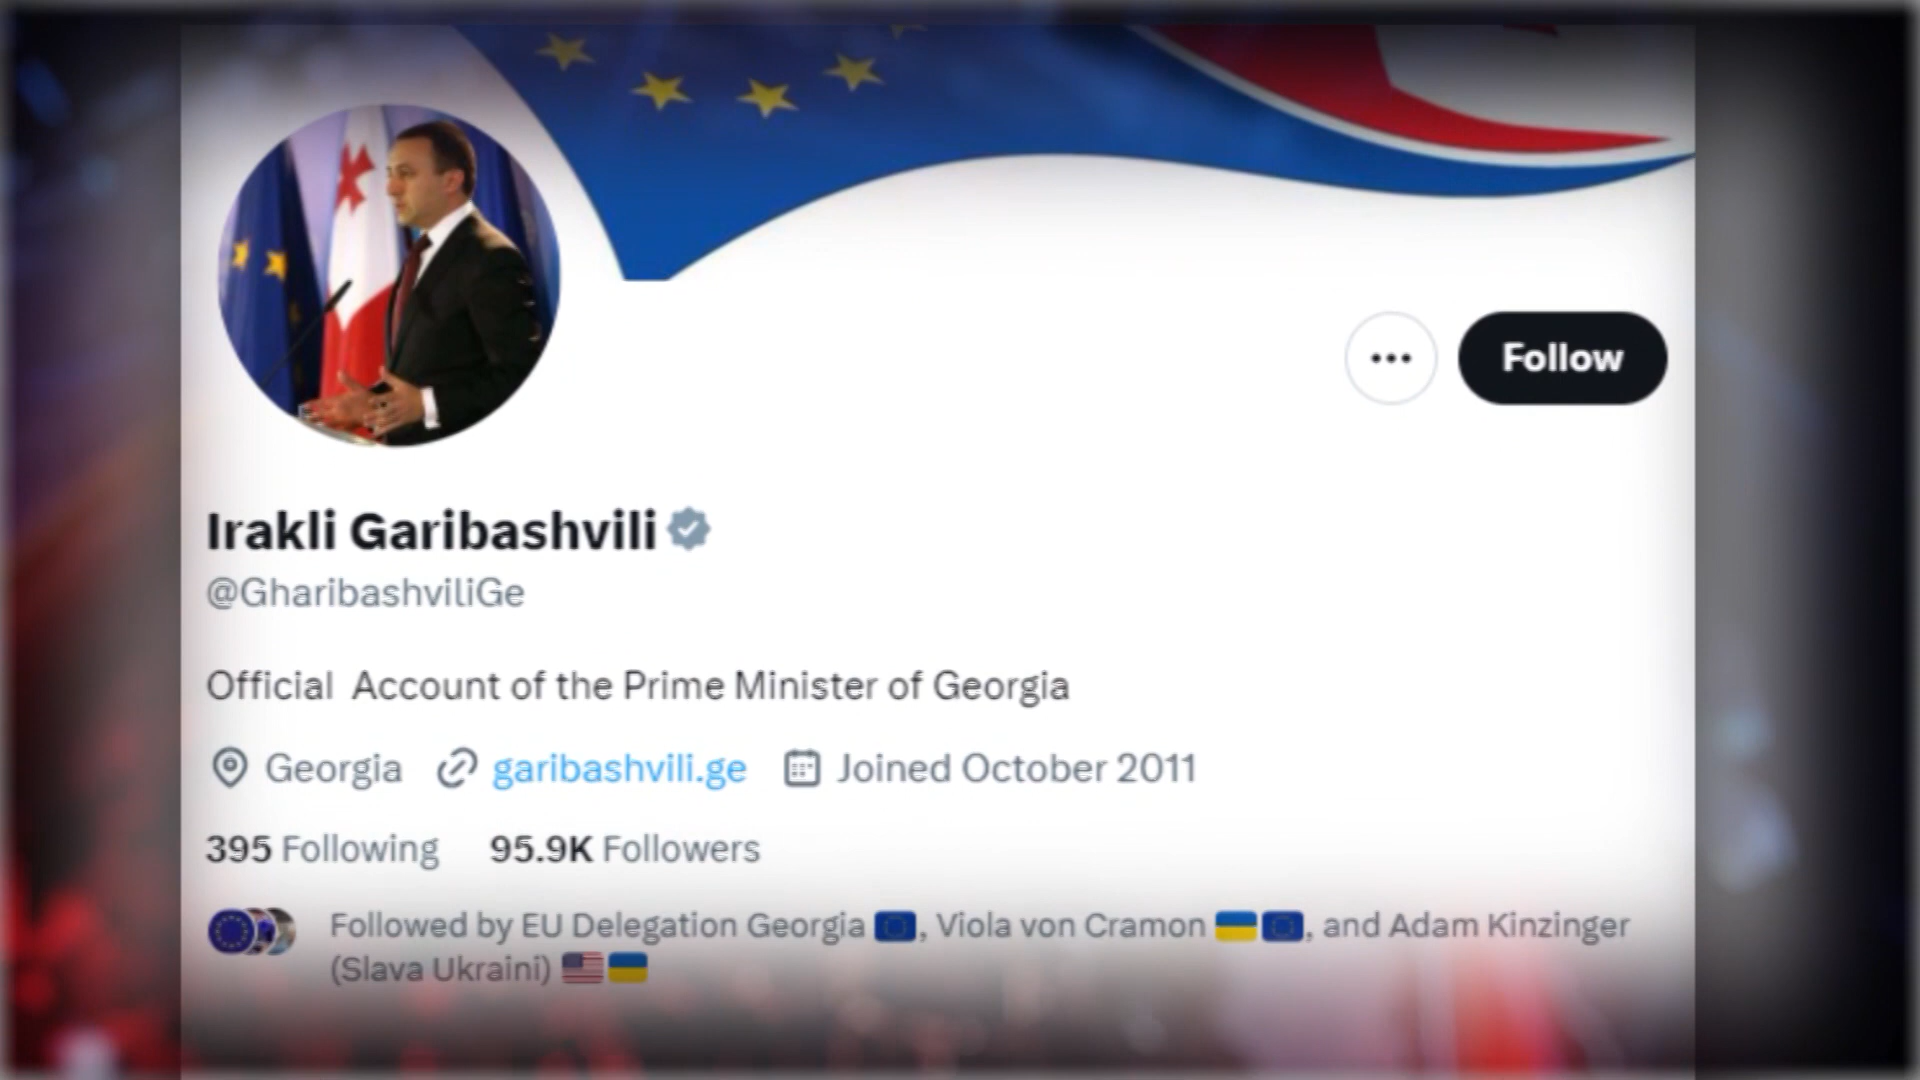 Follow
Irakli Garibashvili
@GharibashviliGe
Official Account of the Prime Minister of Georgia
Georgia garibashvili.ge Joined October 2011
395 Following 95.9K Followers
Followed by EU Delegation Georgia 🇪🇺, Viola von Cramon 🇺🇦🇪🇺, and Adam Kinzinger
(Slava Ukraini) 🇺🇸🇺🇦